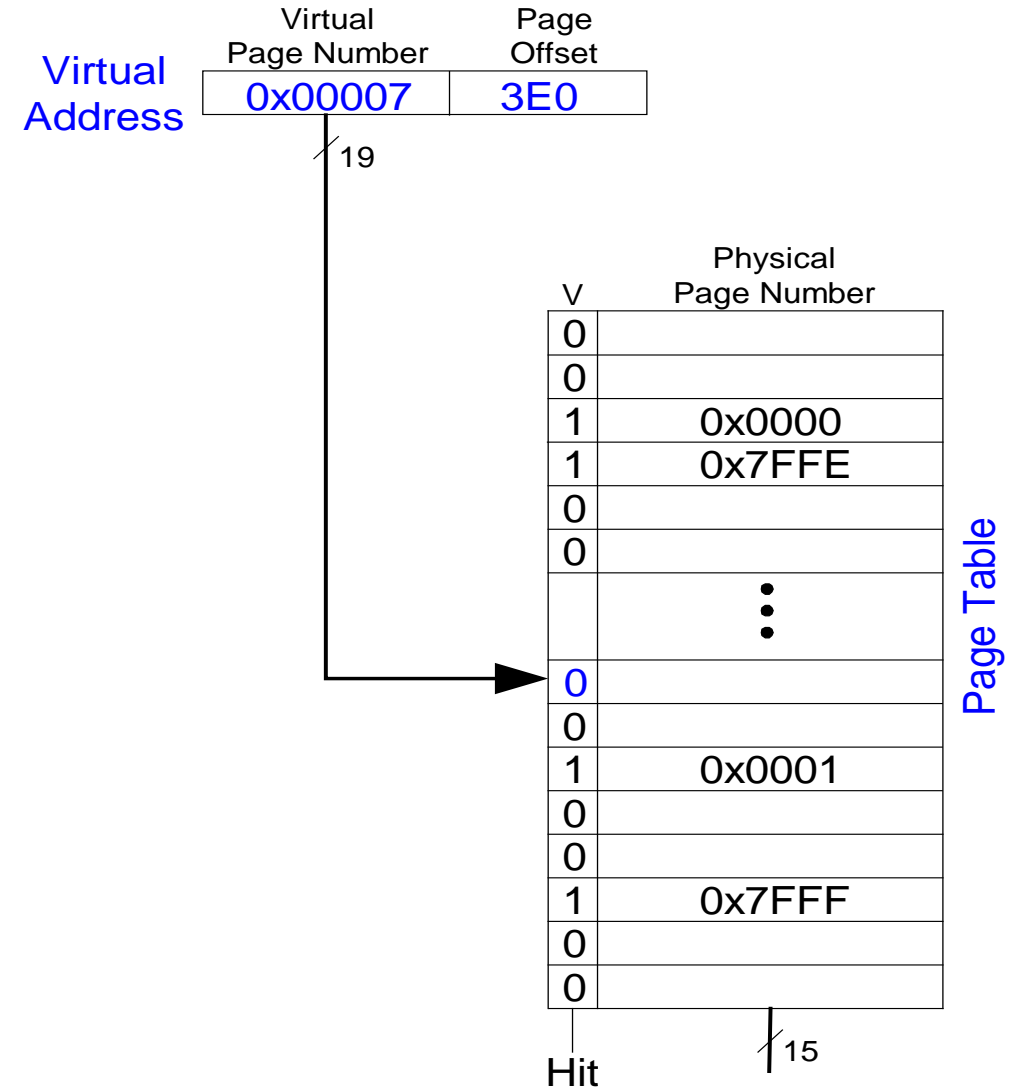 Virtual
Page Number
Page
Offset
Virtual
Address
0x00007
3E0
19
V
Physical
Page Number
0
0
1 0x0000
1 0x7FFE
0
0
0
0
1 0x0001
0
0
1 0x7FFF
0
0
Page Table
Hit
15